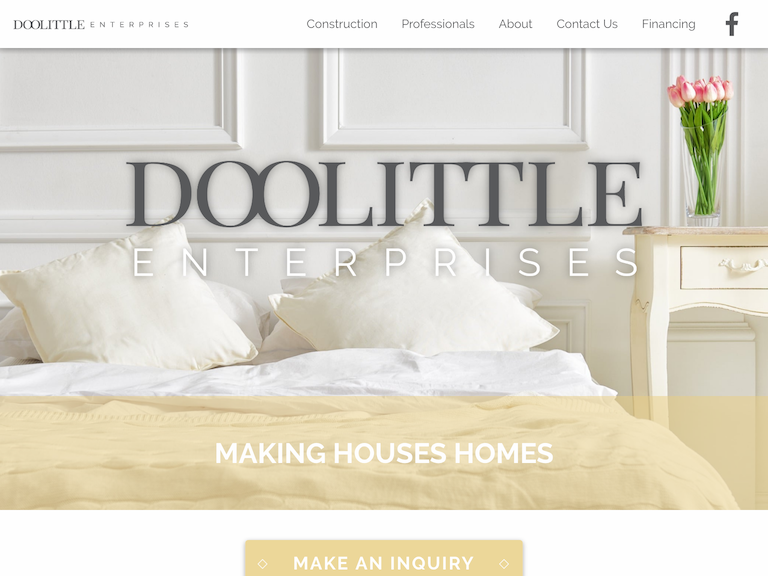 DOOLITTLE ENTERPRISES
Construction Professionals About Contact Us Financing
DOOLITTLE
ENTERPRISES
MAKING HOUSES HOMES
MAKE AN INQUIRY